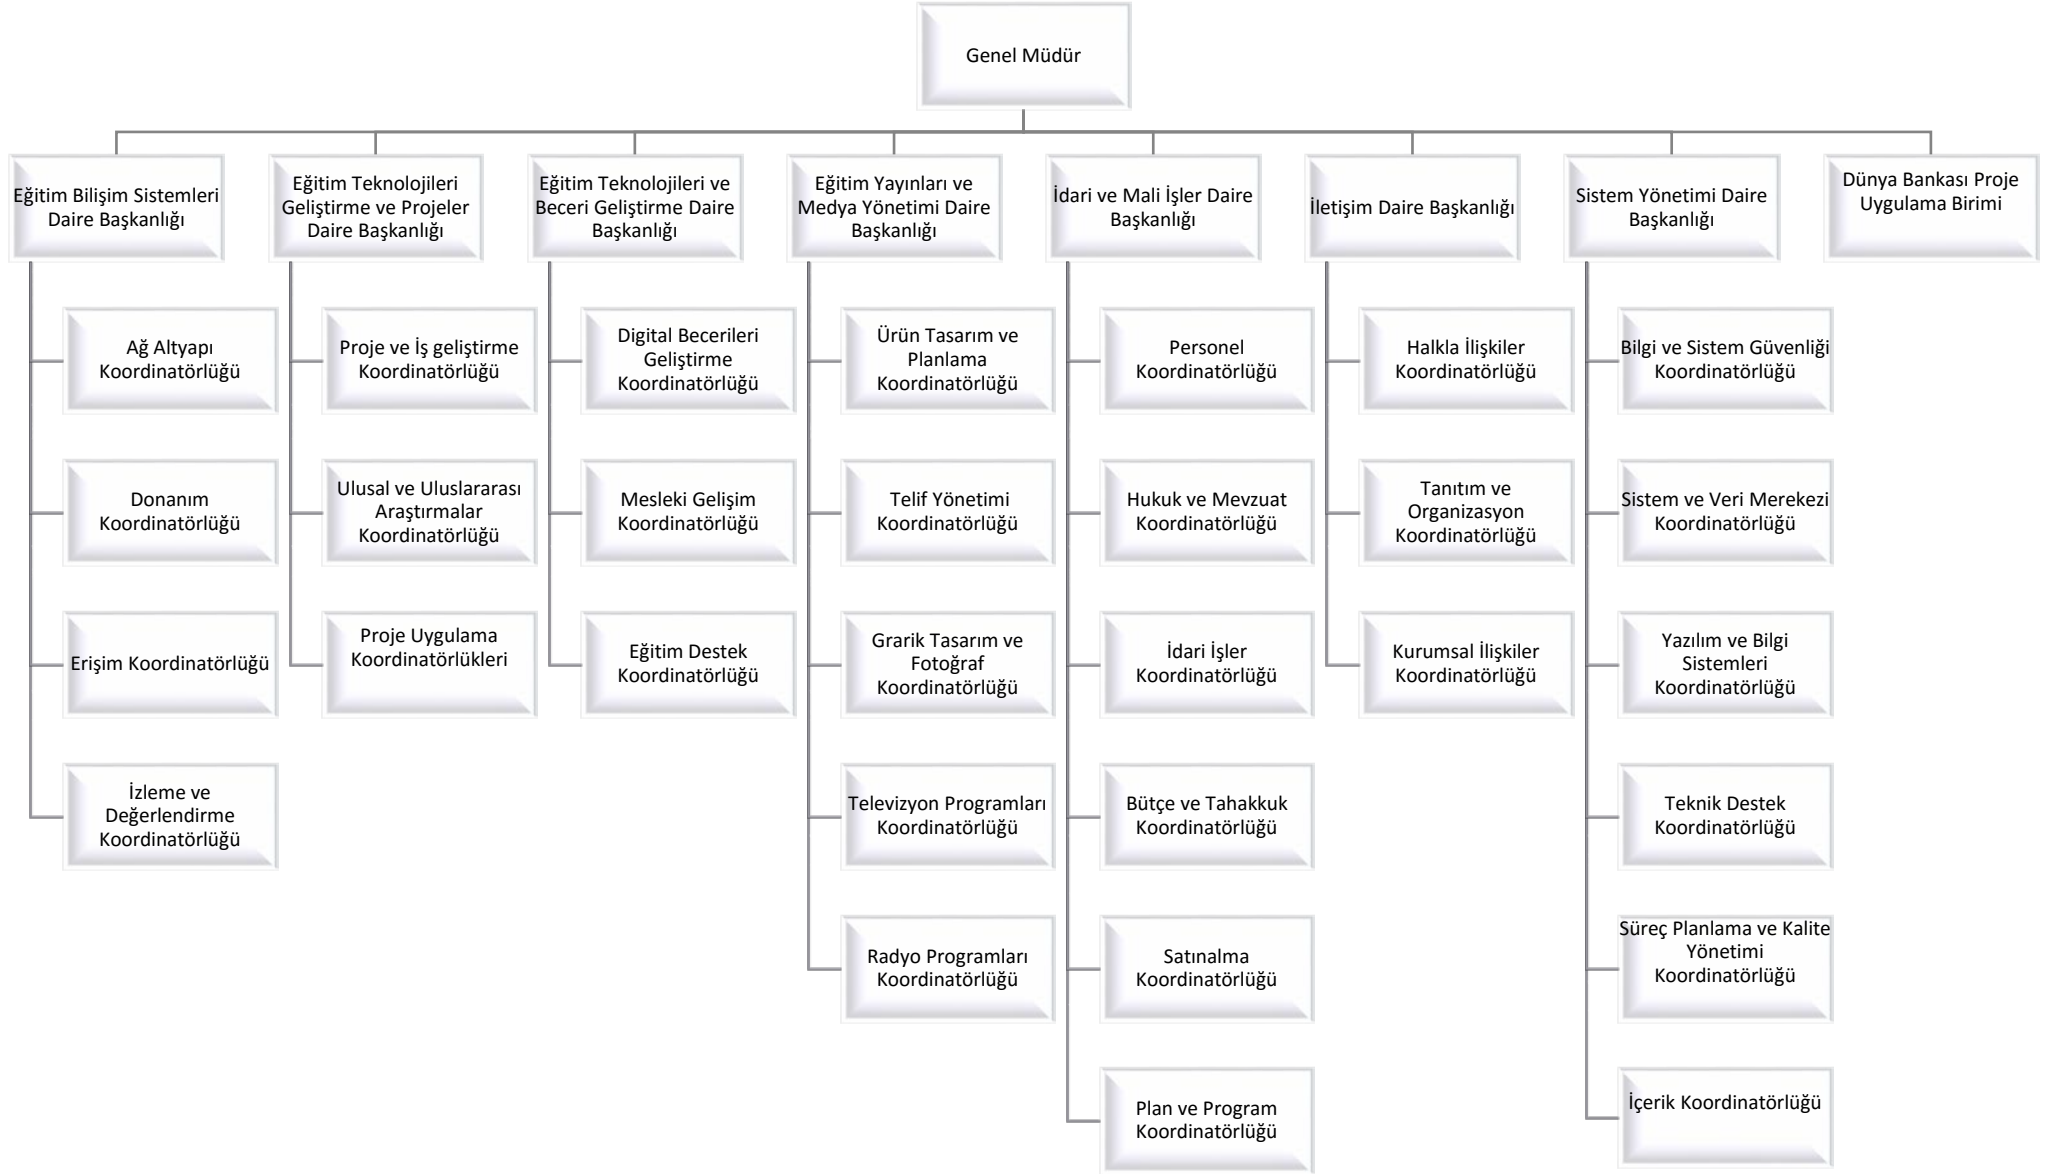 Genel Müdür
Eğitim Bilişim Sistemleri
Daire Başkanlığı
Ağ Altyapı
Koordinatörlüğü
Donanım
Koordinatörlüğü
Erişim Koordinatörlüğü
İzleme ve
Değerlendirme
Koordinatörlüğü
Eğitim Teknolojileri
Geliştirme ve Projeler
Daire Başkanlığı
Proje ve İş geliştirme
Koordinatörlüğü
Ulusal ve Uluslararası
Araştırmalar
Koordinatörlüğü
Proje Uygulama
Koordinatörlükleri
Eğitim Teknolojileri ve
Beceri Geliştirme Daire
Başkanlığı
Digital Becerileri
Geliştirme
Koordinatörlüğü
Mesleki Gelişim
Koordinatörlüğü
Eğitim Destek
Koordinatörlüğü
Eğitim Yayınları ve
Medya Yönetimi Daire
Başkanlığı
Ürün Tasarım ve
Planlama
Koordinatörlüğü
Telif Yönetimi
Koordinatörlüğü
Grarik Tasarım ve
Fotoğraf
Koordinatörlüğü
Televizyon Programları
Koordinatörlüğü
Radyo Programları
Koordinatörlüğü
İdari ve Mali İşler Daire
Başkanlığı
Personel
Koordinatörlüğü
Hukuk ve Mevzuat
Koordinatörlüğü
İdari İşler
Koordinatörlüğü
Bütçe ve Tahakkuk
Koordinatörlüğü
Satınalma
Koordinatörlüğü
Plan ve Program
Koordinatörlüğü
İletişim Daire Başkanlığı
Halkla İlişkiler
Koordinatörlüğü
Tanıtım ve
Organizasyon
Koordinatörlüğü
Kurumsal İlişkiler
Koordinatörlüğü
Sistem Yönetimi Daire
Başkanlığı
Bilgi ve Sistem Güvenliği
Koordinatörlüğü
Sistem ve Veri Merekezi
Koordinatörlüğü
Yazılım ve Bilgi
Sistemleri
Koordinatörlüğü
Teknik Destek
Koordinatörlüğü
Süreç Planlama ve Kalite
Yönetimi
Koordinatörlüğü
İçerik Koordinatörlüğü
Dünya Bankası Proje
Uygulama Birimi